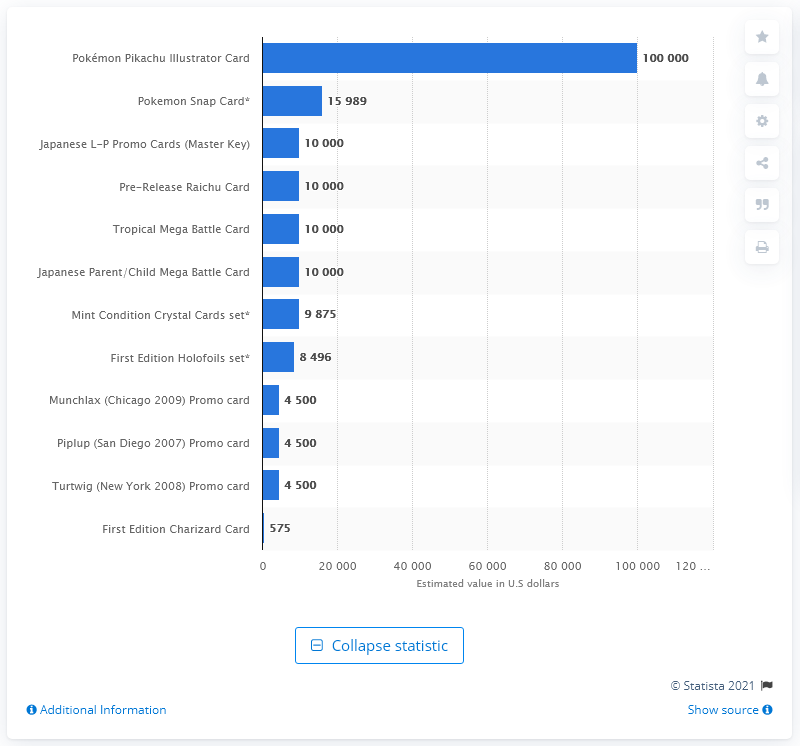 Pokémon Pikachu Illustrator Card 100 000
Pokemon Snap Card* 15 989
Japanese L-P Promo Cards (Master Key) 10 000
Pre-Release Raichu Card 10 000
Tropical Mega Battle Card 10 000
Japanese Parent/Child Mega Battle Card 10 000
Mint Condition Crystal Cards set* 9 875
First Edition Holofoils set* 8 496
Munchlax (Chicago 2009) Promo card 4 500
Piplup (San Diego 2007) Promo card 4 500
Turtwig (New York 2008) Promo card 4 500
First Edition Charizard Card 575
0 20 000 40 000 60 000 80 000 100 000 120 ...
Estimated value in U.S dollars
Collapse statistic
© Statista 2021
Additional Information Show source